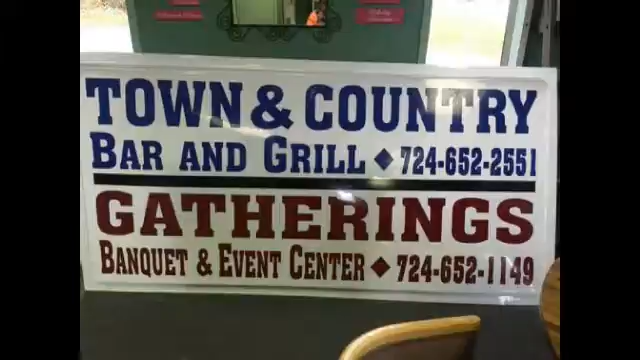 TOWN & COUNTRY
BAR AND GRILL ◆ 724-652-2551
GATHERINGS
BANQUET & EVENT CENTER ◆ 724-652-1149